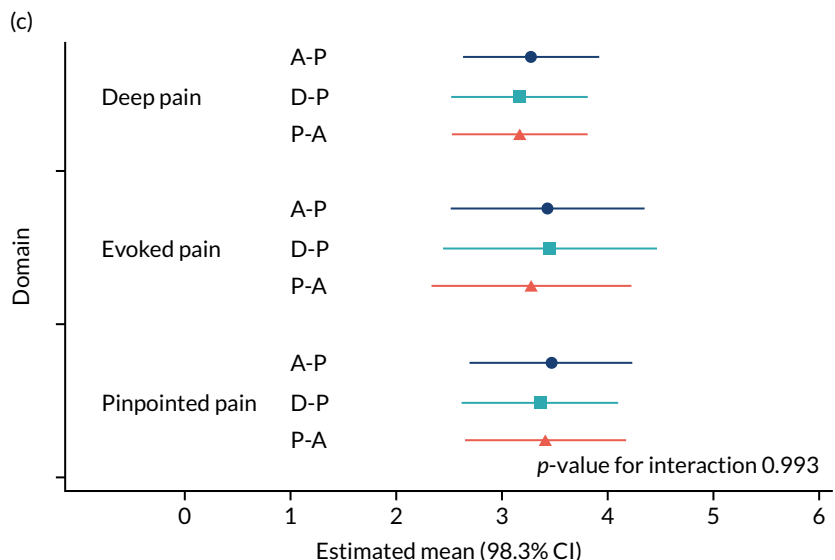 (c)
A-P
Deep pain D-P
P-A
A-P
Evoked pain D-P
P-A
Domain
A-P
Pinpointed pain D-P
P-A
p-value for interaction 0.993
0 1 2 3 4 5 6
Estimated mean (98.3% CI)